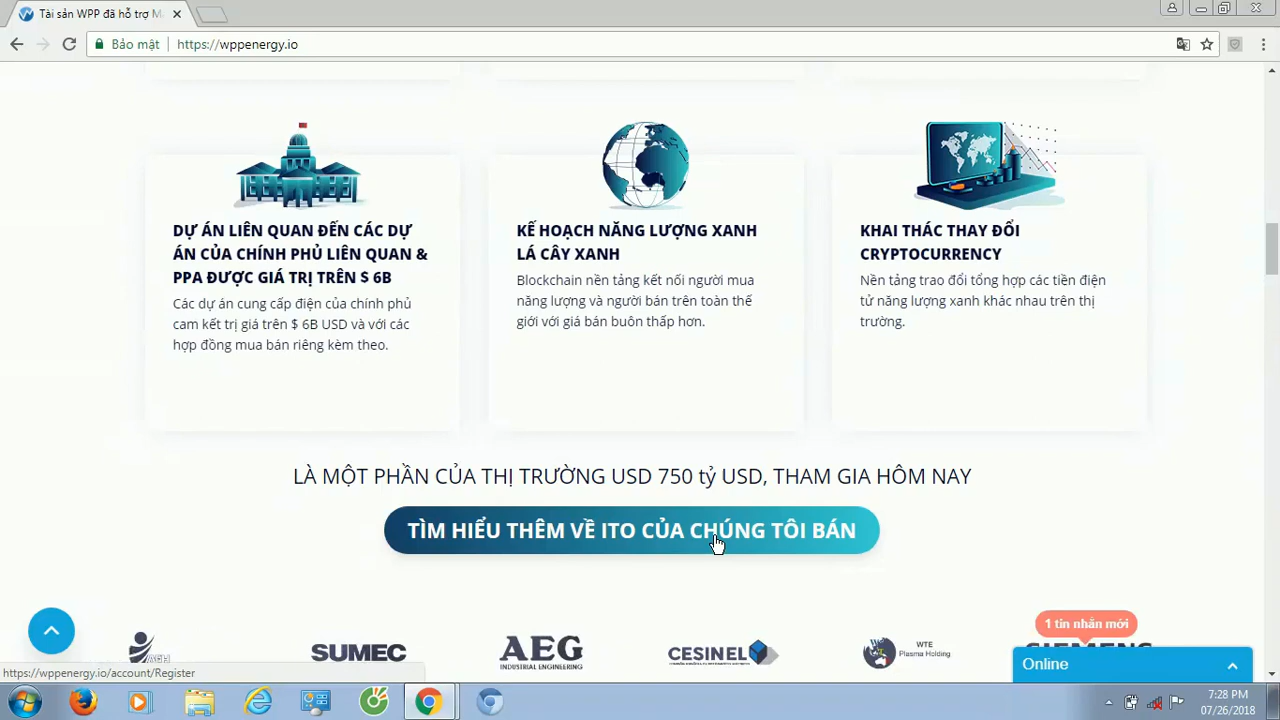 Tài sản WPP đã hỗ trợ
Bảo mật
https://wppenergy.io
DỰ ÁN LIÊN QUAN ĐẾN CÁC DỰ
ÁN CỦA CHÍNH PHỦ LIÊN QUAN &
PPA ĐƯỢC GIÁ TRỊ TRÊN $ 6B
Các dự án cung cấp điện của chính phủ
cam kết trị giá trên $ 6B USD và với các
hợp đồng mua bán riêng kèm theo.
KẾ HOẠCH NĂNG LƯỢNG XANH
LÁ CÂY XANH
Blockchain nền tảng kết nối người mua
năng lượng và người bán trên toàn thế
giới với giá bán buôn thấp hơn.
KHAI THÁC THAY ĐỔI
CRYPTOCURRENCY
Nền tảng trao đổi tổng hợp các tiền điện
tử năng lượng xanh khác nhau trên thị
trường.
LÀ MỘT PHẦN CỦA THỊ TRƯỜNG USD 750 tỷ USD, THAM GIA HÔM NAY
TÌM HIỂU THÊM VỀ ITO CỦA CHÚNG TÔI BÁN
1 tin nhắn mới
SUMEC
AEG
INDUSTRIAL ENGINEERING
CESINEL
WTE
Plasma Holding
SIEMENS
Online
https://wppenergy.io/account/Register
7:28 PM
07/26/2018